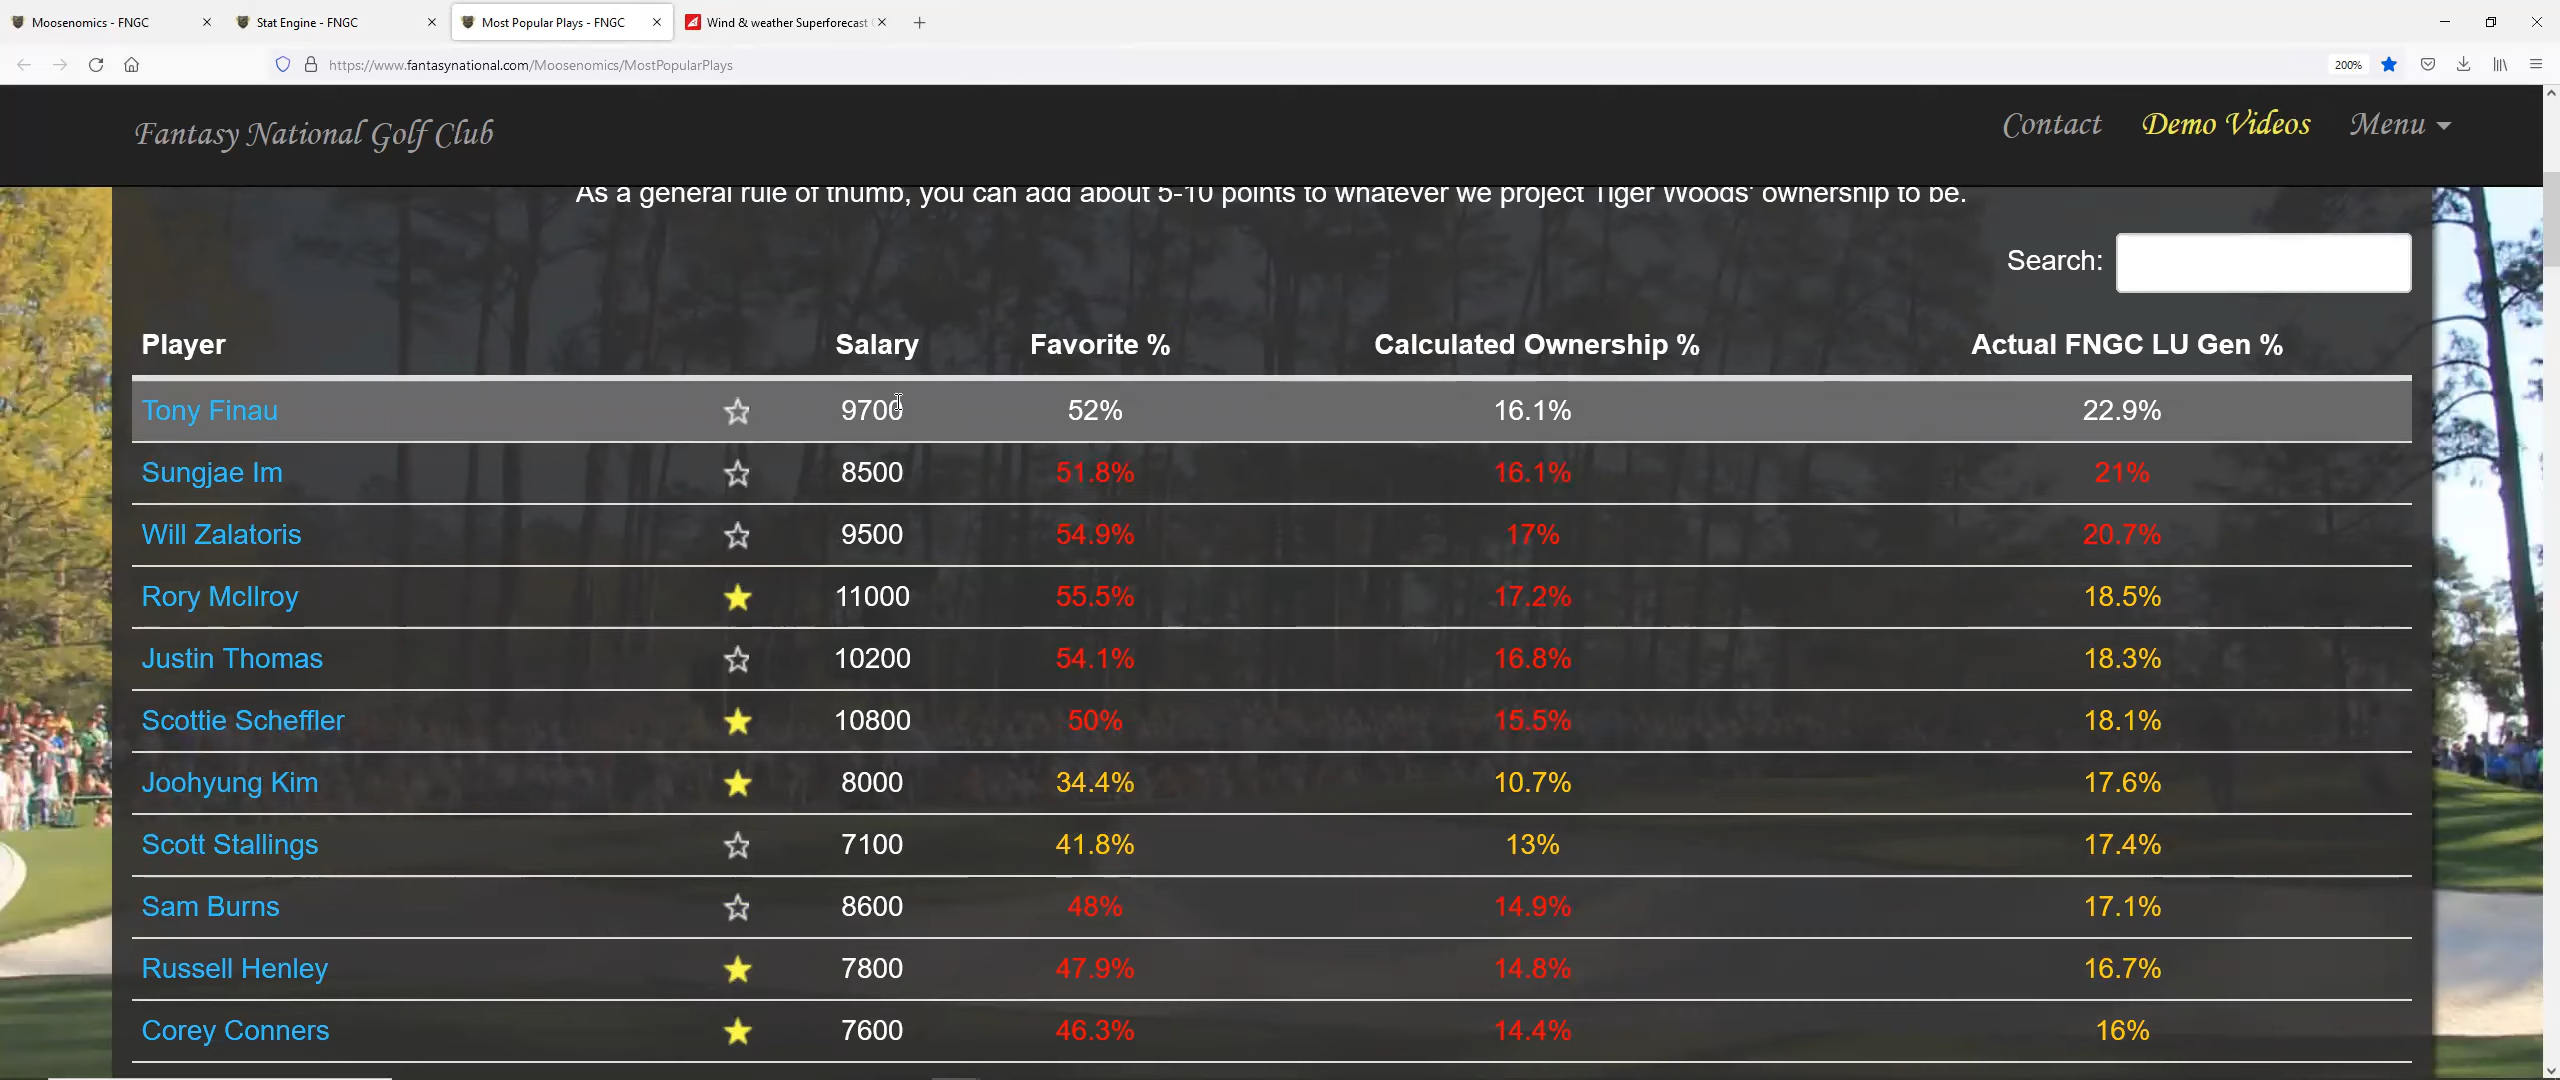 Moosenomics - FNGC
Stat Engine - FNGC
Most Popular Plays - FNGC
Wind & weather Superforecast
https://www.fantasynational.com/Moosenomics/MostPopularPlays
200%
Fantasy National Golf Club
Contact
Demo Videos
Menu
As a general rule of thumb, you can add about 5-10 points to whatever we project Tiger Woods' ownership to be.
Search:
Player Salary Favorite % Calculated Ownership % Actual FNGC LU Gen %
Tony Finau 9700 52% 16.1% 22.9%
Sungjae Im 8500 51.8% 16.1% 21%
Will Zalatoris 9500 54.9% 17% 20.7%
Rory McIlroy 11000 55.5% 17.2% 18.5%
Justin Thomas 10200 54.1% 16.8% 18.3%
Scottie Scheffler 10800 50% 15.5% 18.1%
Joohyung Kim 8000 34.4% 10.7% 17.6%
Scott Stallings 7100 41.8% 13% 17.4%
Sam Burns 8600 48% 14.9% 17.1%
Russell Henley 7800 47.9% 14.8% 16.7%
Corey Conners 7600 46.3% 14.4% 16%